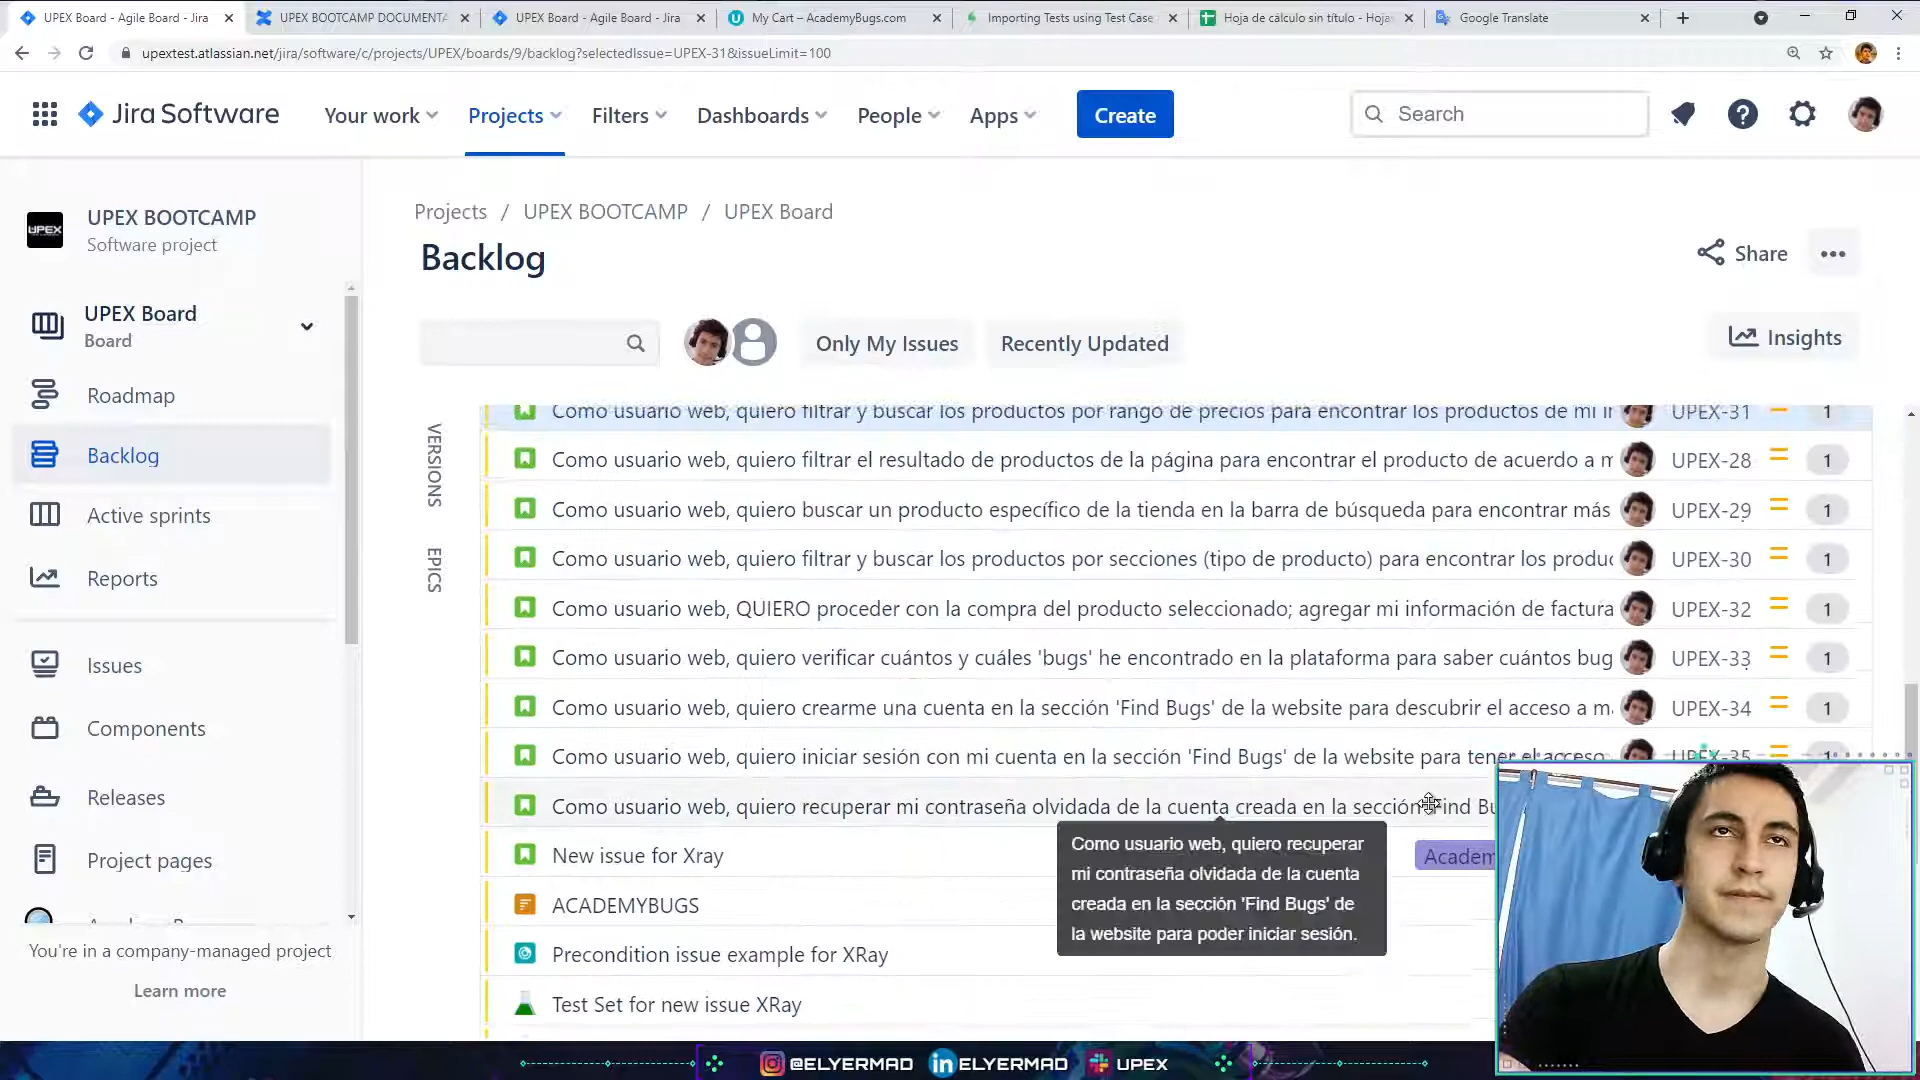 UPEX Board - Agile Board - Jira
UPEX BOOTCAMP DOCUMENTA
UPEX Board - Agile Board - Jira
My Cart – AcademyBugs.com
Importing Tests using Test Case
Hoja de cálculo sin título - Hoja
Google Translate
upextest.atlassian.net/jira/software/c/projects/UPEX/boards/9/backlog?selectedIssue=UPEX-31&issueLimit=100
Jira Software
Your work
Projects
Filters
Dashboards
People
Apps
Create
Search
UPEX
UPEX BOOTCAMP
Software project
UPEX Board
Board
Roadmap
Backlog
Active sprints
Reports
Issues
Components
Releases
Project pages
You're in a company-managed project
Learn more
Projects / UPEX BOOTCAMP / UPEX Board
Backlog
Share
Only My Issues
Recently Updated
Insights
VERSIONS
EPICS
Como usuario web, quiero filtrar y buscar los productos por rango de precios para encontrar los productos de mi UPEX-31 1
Como usuario web, quiero filtrar el resultado de productos de la página para encontrar el producto de acuerdo a m UPEX-28 1
Como usuario web, quiero buscar un producto específico de la tienda en la barra de búsqueda para encontrar más UPEX-29 1
Como usuario web, quiero filtrar y buscar los productos por secciones (tipo de producto) para encontrar los produc UPEX-30 1
Como usuario web, QUIERO proceder con la compra del producto seleccionado; agregar mi información de factura UPEX-32 1
Como usuario web, quiero verificar cuántos y cuáles 'bugs' he encontrado en la plataforma para saber cuántos bug UPEX-33 1
Como usuario web, quiero crearme una cuenta en la sección 'Find Bugs' de la website para descubrir el acceso a m UPEX-34 1
Como usuario web, quiero iniciar sesión con mi cuenta en la sección 'Find Bugs' de la website para tener el acceso UPEX-35 1
Como usuario web, quiero recuperar mi contraseña olvidada de la cuenta creada en la sección 'Find Bu
New issue for Xray
Academ
ACADEMYBUGS
Precondition issue example for XRay
Test Set for new issue XRay
Como usuario web, quiero recuperar
mi contraseña olvidada de la cuenta
creada en la sección 'Find Bugs' de
la website para poder iniciar sesión.
@ELYERMAD
ELYERMAD
UPEX